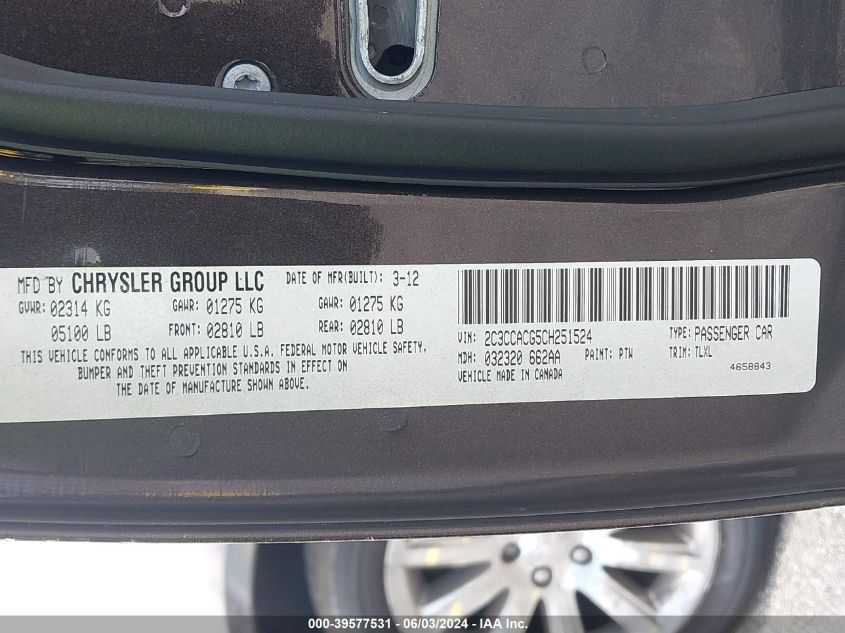 MFD BY CHRYSLER GROUP LLC DATE OF MFR(BUILT): 3-12
GVWR: 02314 KG GAWR: 01275 KG GAWR: 01275 KG
05100 LB FRONT: 02810 LB REAR: 02810 LB
THIS VEHICLE CONFORMS TO ALL APPLICABLE U.S.A. FEDERAL MOTOR VEHICLE SAFETY,
BUMPER AND THEFT PREVENTION STANDARDS IN EFFECT ON
THE DATE OF MANUFACTURE SHOWN ABOVE.
VIN: 2C3CCACG5CH251524 TYPE: PASSENGER CAR
MDH: 032320 662AA PAINT: PTW TRIM: TLXL
VEHICLE MADE IN CANADA 4658843
000-39577531 - 06/03/2024 - IAA Inc.